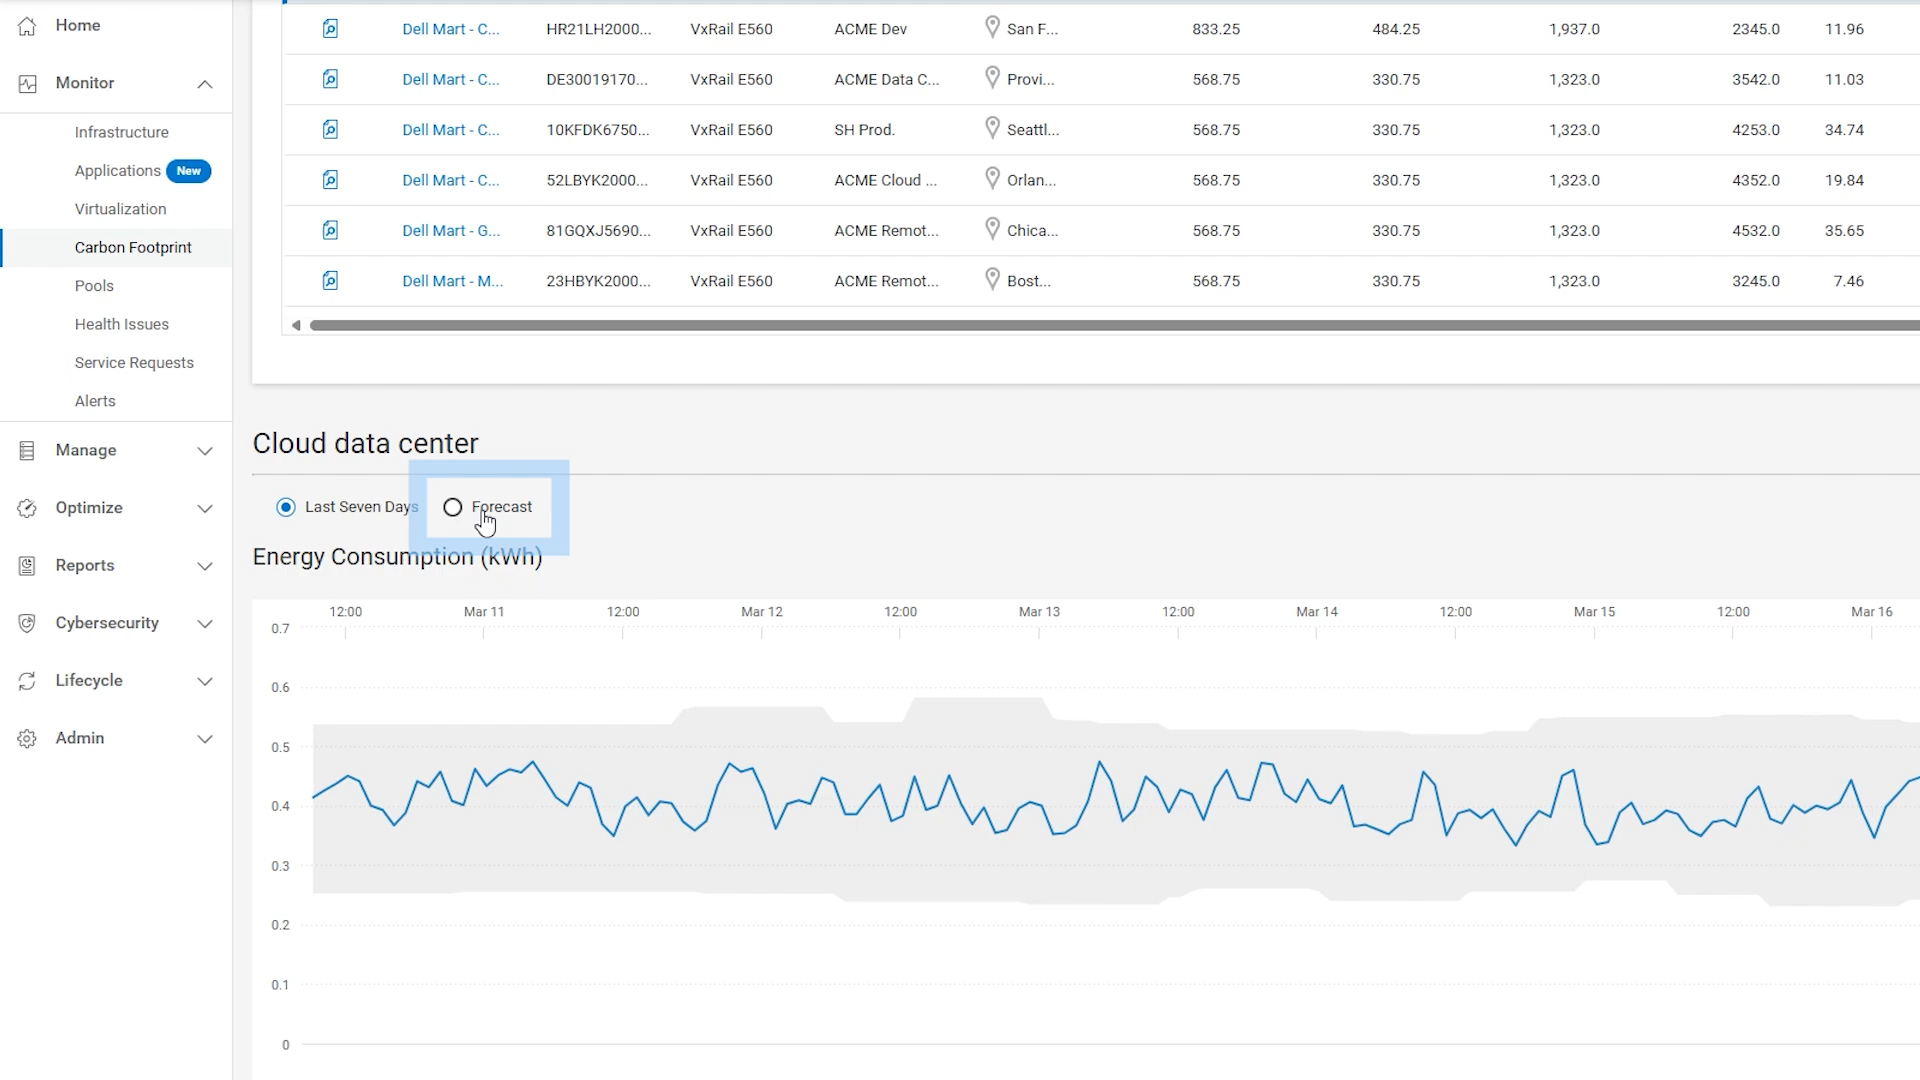 Home
Monitor
Infrastructure
Applications New
Virtualization
Carbon Footprint
Pools
Health Issues
Service Requests
Alerts
Manage
Optimize
Reports
Cybersecurity
Lifecycle
Admin
Dell Mart - C... HR21LH2000... VxRail E560 ACME Dev San F... 833.25 484.25 1,937.0 2345.0 11.96
Dell Mart - C... DE30019170... VxRail E560 ACME Data C... Provi... 568.75 330.75 1,323.0 3542.0 11.03
Dell Mart - C... 10KFDK6750... VxRail E560 SH Prod. Seattl... 568.75 330.75 1,323.0 4253.0 34.74
Dell Mart - C... 52LBYK2000... VxRail E560 ACME Cloud ... Orlan... 568.75 330.75 1,323.0 4352.0 19.84
Dell Mart - G... 81GQXJ5690... VxRail E560 ACME Remot... Chica... 568.75 330.75 1,323.0 4532.0 35.65
Dell Mart - M... 23HBYK2000... VxRail E560 ACME Remot... Bost... 568.75 330.75 1,323.0 3245.0 7.46
Cloud data center
Last Seven Days Forecast
Energy Consumption (kWh)
12:00 Mar 11 12:00 Mar 12 12:00 Mar 13 12:00 Mar 14 12:00 Mar 15 12:00 Mar 16
0.7
0.6
0.5
0.4
0.3
0.2
0.1
0